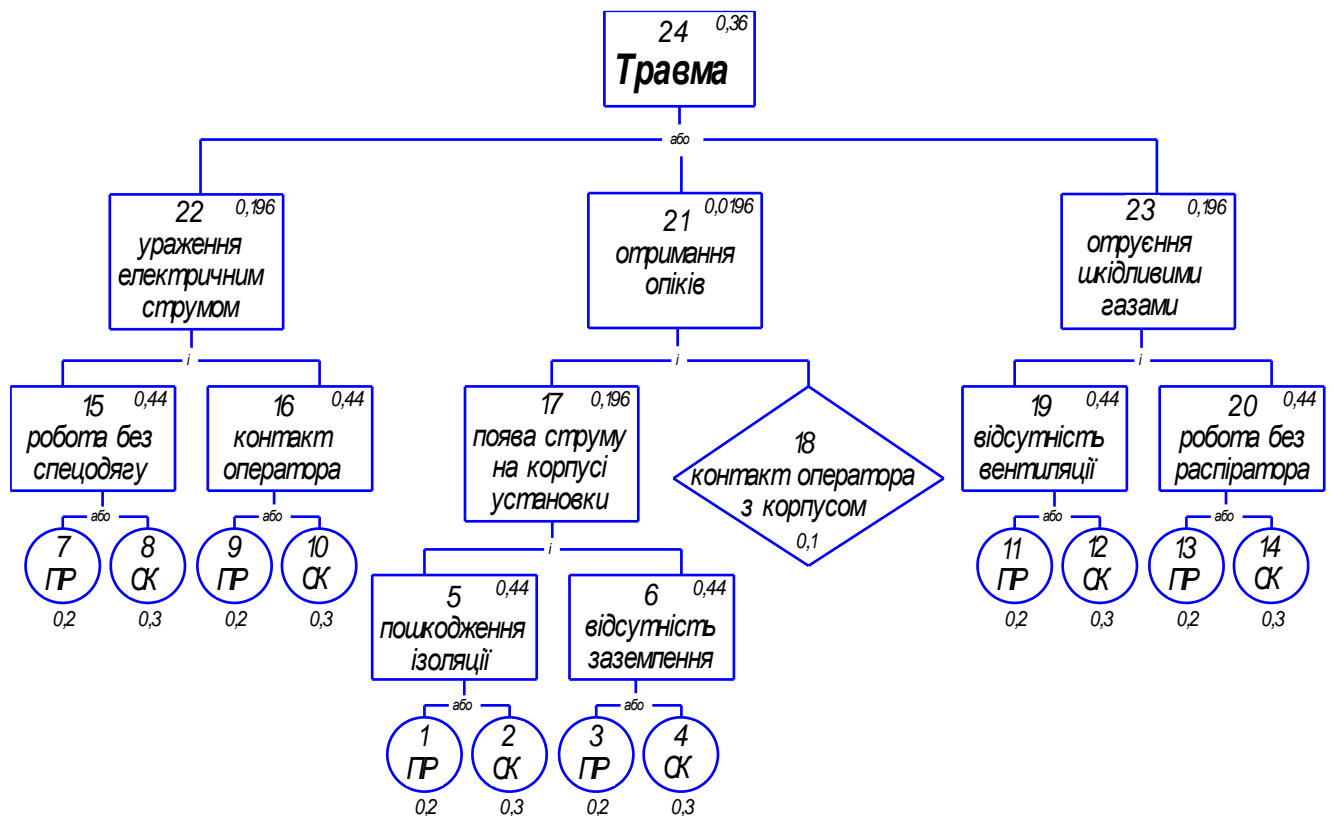 24 0,36
Травма
або
22 0,196
ураження
електричним
струмом
21 0,0196
отримання
опіків
23 0,196
отруєння
шкідливими
газами
і
і
і
15 0,44
робота без
спецодягу
16 0,44
контакт
оператора
17 0,196
поява струму
на корпусі
установки
18
контакт оператора
з корпусом
0,1
19 0,44
відсутність
вентиляції
20 0,44
робота без
распіратора
або
або
і
або
або
7
ПР
0,2
8
СК
0,3
9
ПР
0,2
10
СК
0,3
11
ПР
0,2
12
СК
0,3
13
ПР
0,2
14
СК
0,3
5 0,44
пошкодження
ізоляції
6 0,44
відсутність
заземлення
або
або
1
ПР
0,2
2
СК
0,3
3
ПР
0,2
4
СК
0,3